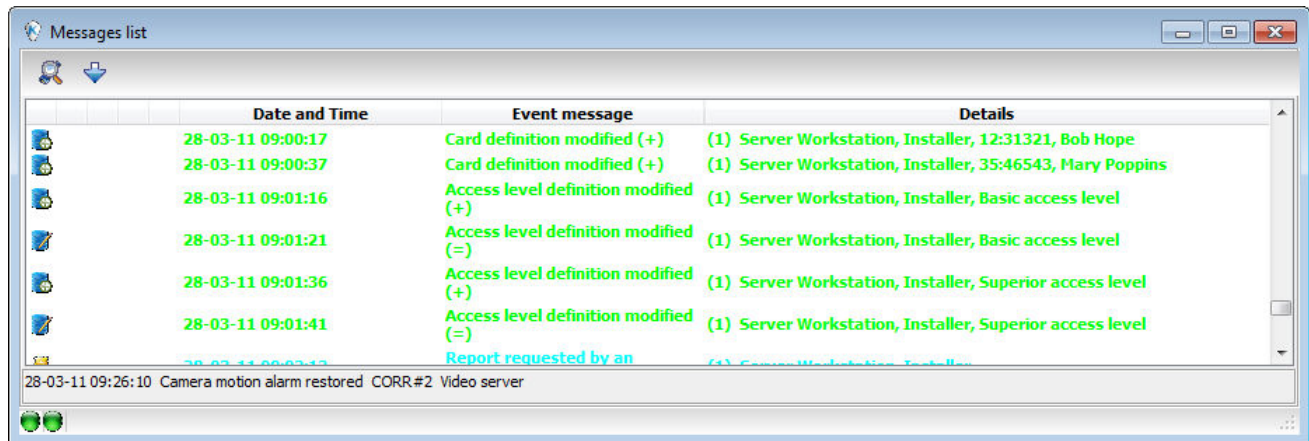 Messages list
Date and Time Event message Details
28-03-11 09:00:17 Card definition modified (+) (1) Server Workstation, Installer, 12:31321, Bob Hope
28-03-11 09:00:37 Card definition modified (+) (1) Server Workstation, Installer, 35:46543, Mary Poppins
28-03-11 09:01:16 Access level definition modified (+) (1) Server Workstation, Installer, Basic access level
28-03-11 09:01:21 Access level definition modified (=) (1) Server Workstation, Installer, Basic access level
28-03-11 09:01:36 Access level definition modified (+) (1) Server Workstation, Installer, Superior access level
28-03-11 09:01:41 Access level definition modified (=) (1) Server Workstation, Installer, Superior access level
Report requested by an
28-03-11 09:26:10 Camera motion alarm restored CORR#2 Video server